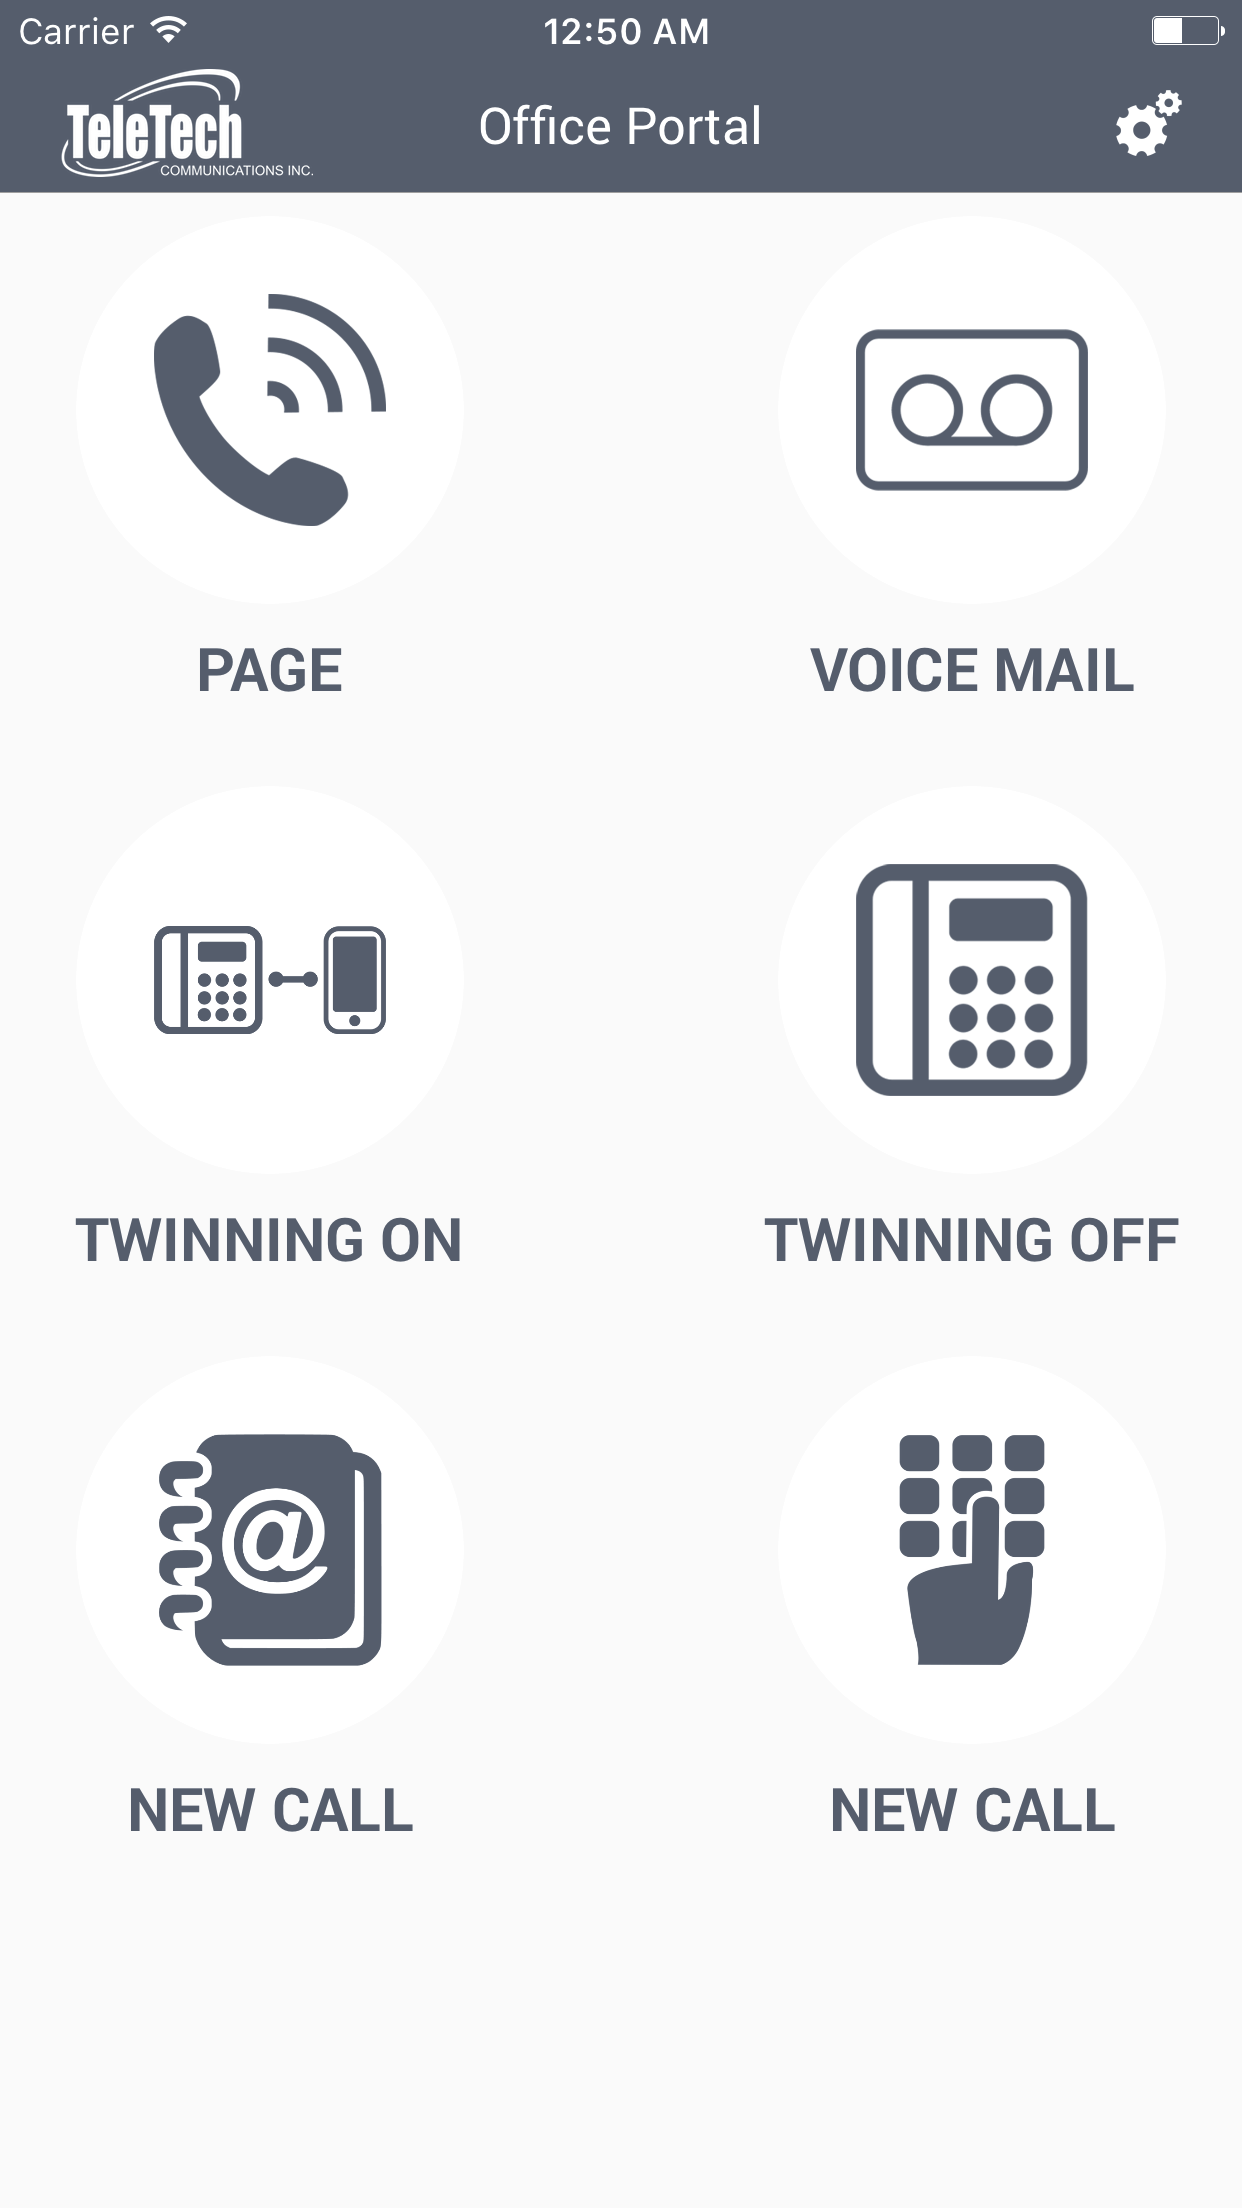 Carrier 12:50 AM
TeleTech
COMMUNICATIONS INC.
Office Portal
PAGE
VOICE MAIL
TWINNING ON
TWINNING OFF
@
NEW CALL
NEW CALL